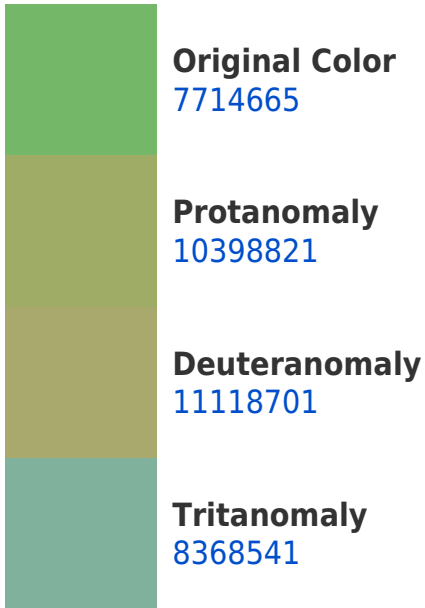 Original Color
7714665
Protanomaly
10398821
Deuteranomaly
11118701
Tritanomaly
8368541